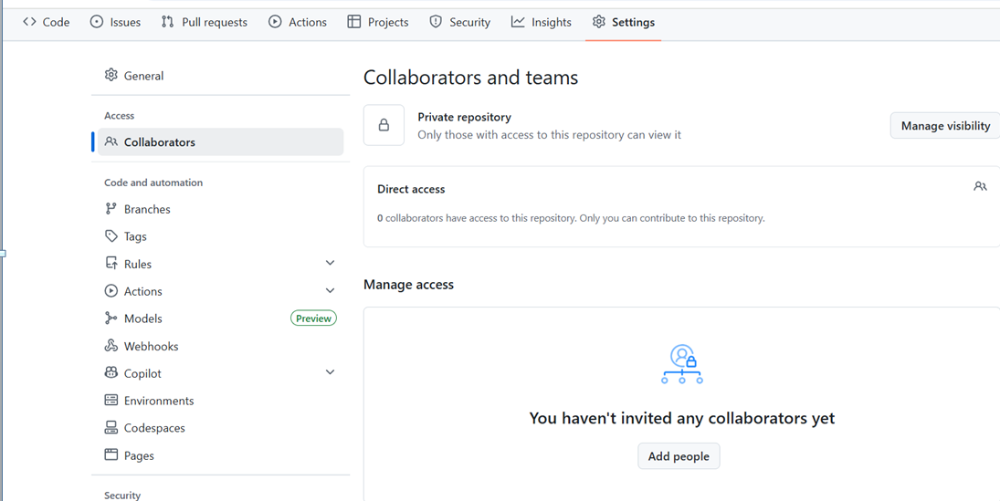 Code Issues Pull requests Actions Projects Security Insights Settings
General
Access
Collaborators
Code and automation
Branches
Tags
Rules
Actions
Models Preview
Webhooks
Copilot
Environments
Codespaces
Pages
Security
Collaborators and teams
Private repository
Only those with access to this repository can view it
Manage visibility
Direct access
0 collaborators have access to this repository. Only you can contribute to this repository.
Manage access
You haven't invited any collaborators yet
Add people